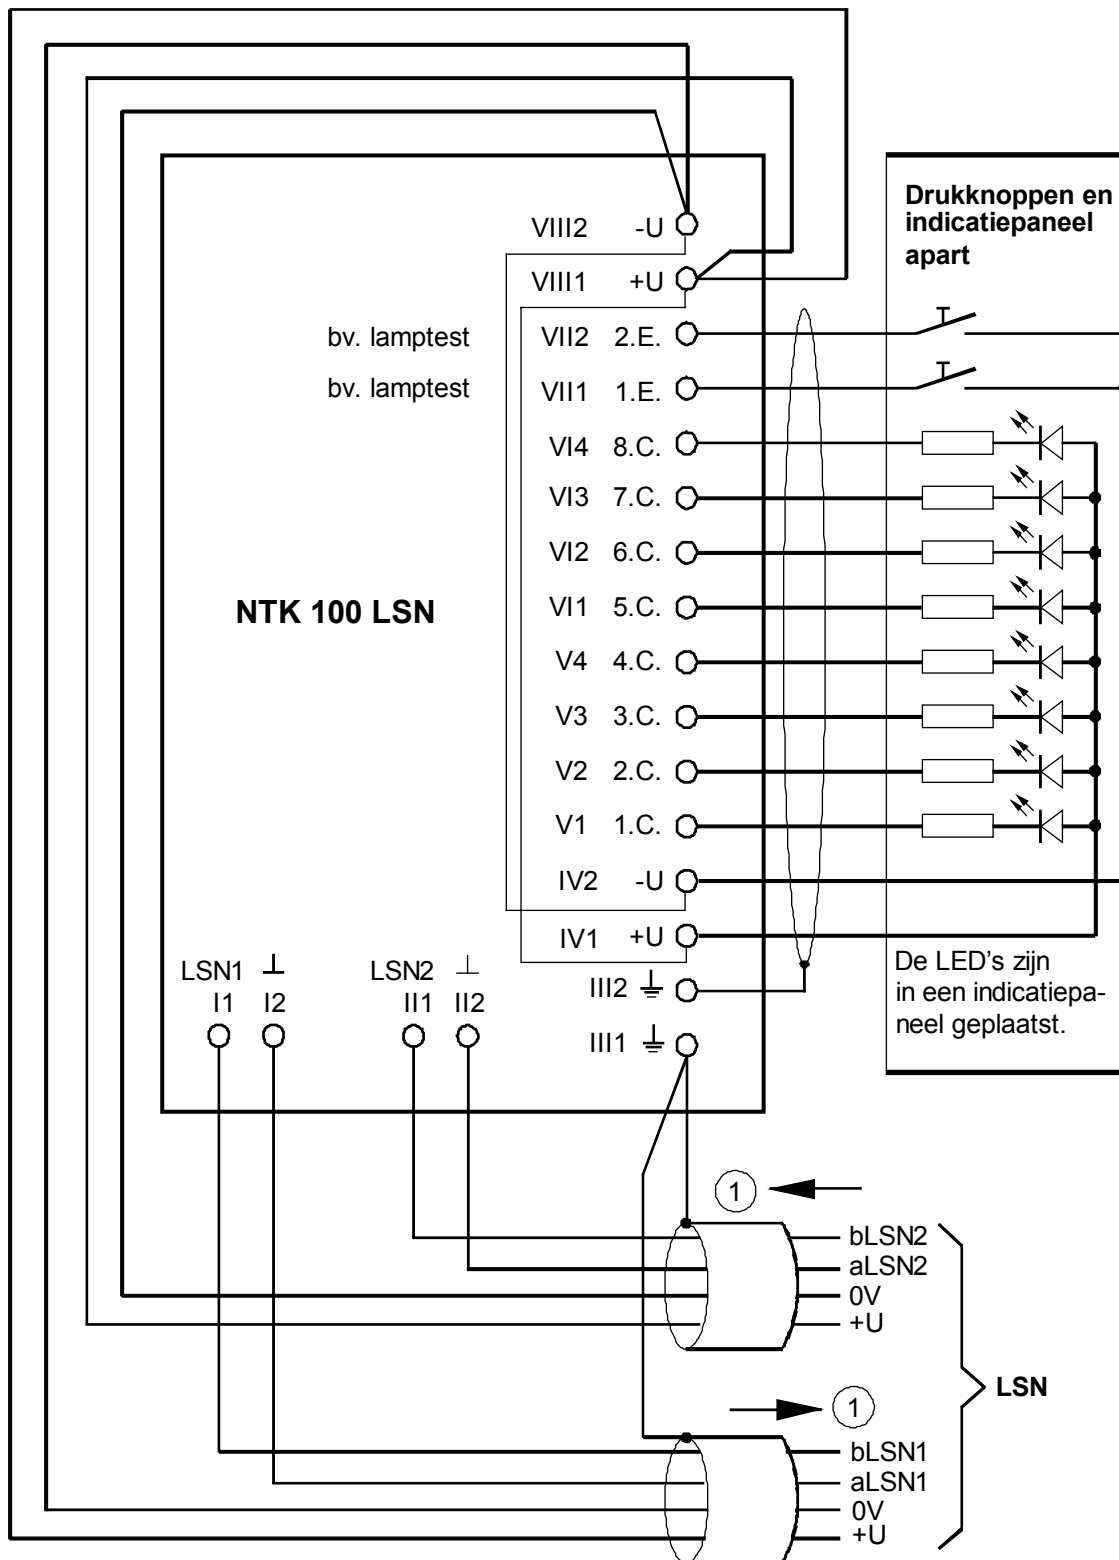 Drukknoppen en
indicatiepaneel
apart
VIII2 -U
VIII1 +U
bv. lamptest VII2 2.E.
bv. lamptest VII1 1.E.
VI4 8.C.
VI3 7.C.
VI2 6.C.
NTK 100 LSN VI1 5.C.
V4 4.C.
V3 3.C.
V2 2.C.
V1 1.C.
IV2 -U
IV1 +U
De LED's zijn
in een indicatiepa-
neel geplaatst.
LSN1 LSN2
I1 I2 II1 II2
III2
III1
1
bLSN2
aLSN2
0V
+U
LSN
1
bLSN1
aLSN1
0V
+U